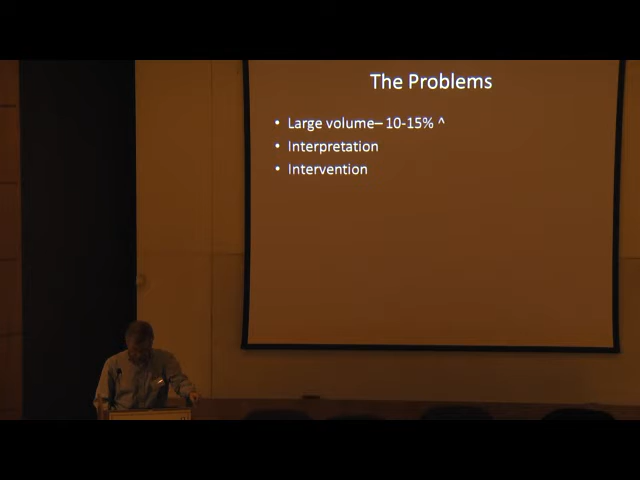 The Problems
• Large volume– 10-15% ^
• Interpretation
• Intervention